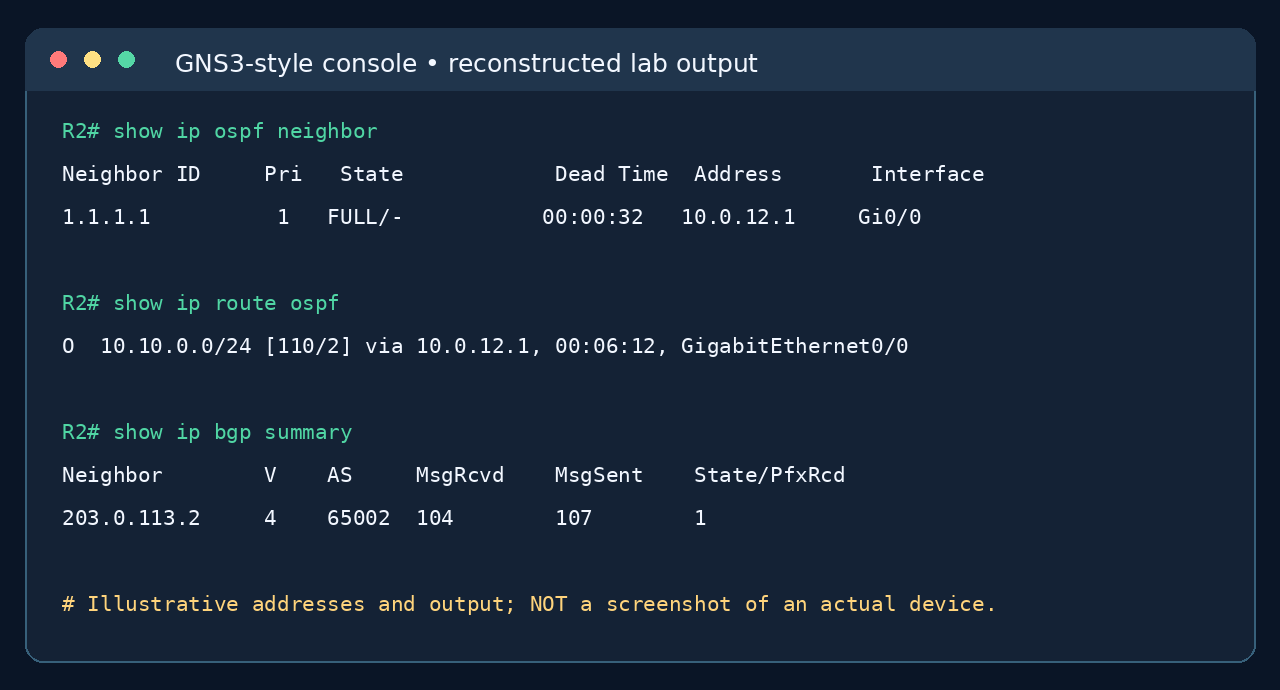 GNS3-style console • reconstructed lab output
R2# show ip ospf neighbor
Neighbor ID     Pri   State            Dead Time  Address       Interface
1.1.1.1          1   FULL/-           00:00:32   10.0.12.1     Gi0/0
R2# show ip route ospf
O  10.10.0.0/24 [110/2] via 10.0.12.1, 00:06:12, GigabitEthernet0/0
R2# show ip bgp summary
Neighbor        V    AS     MsgRcvd    MsgSent    State/PfxRcd
203.0.113.2     4    65002  104        107        1
# Illustrative addresses and output; NOT a screenshot of an actual device.